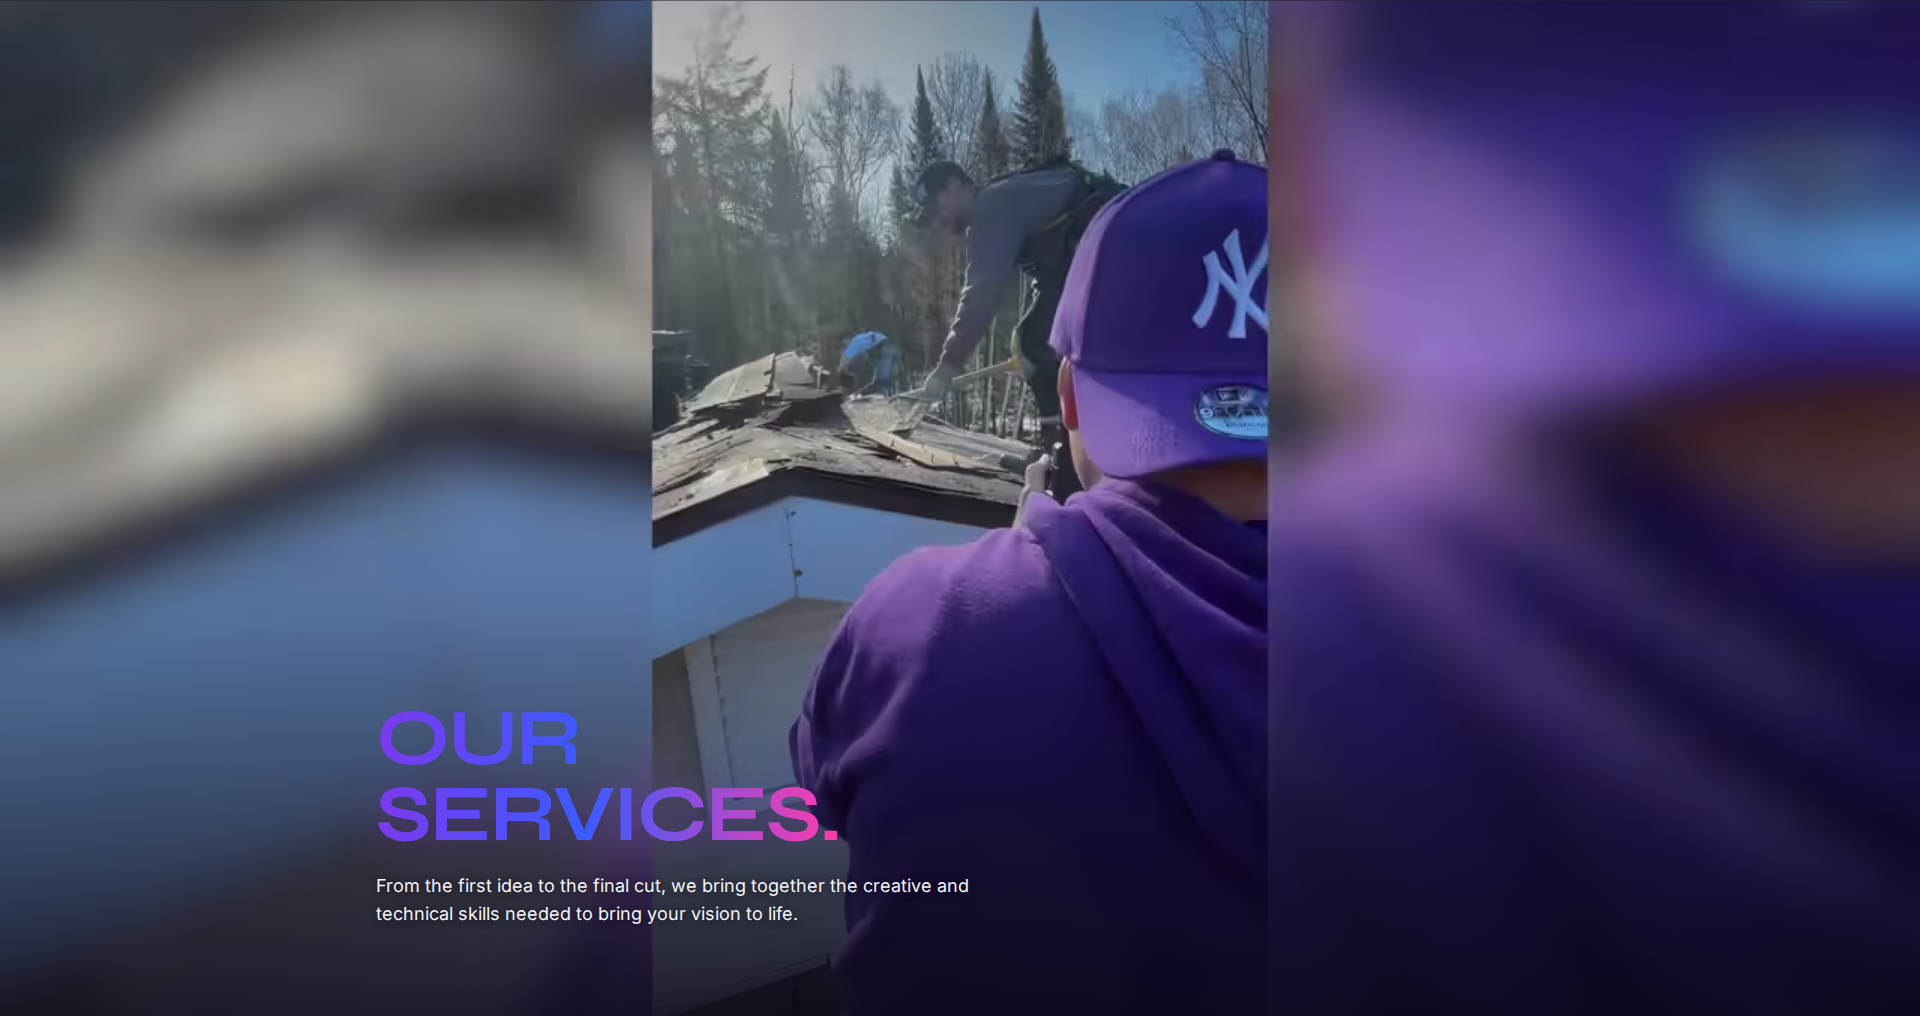 NY
OUR
SERVICES.
From the first idea to the final cut, we bring together the creative and
technical skills needed to bring your vision to life.